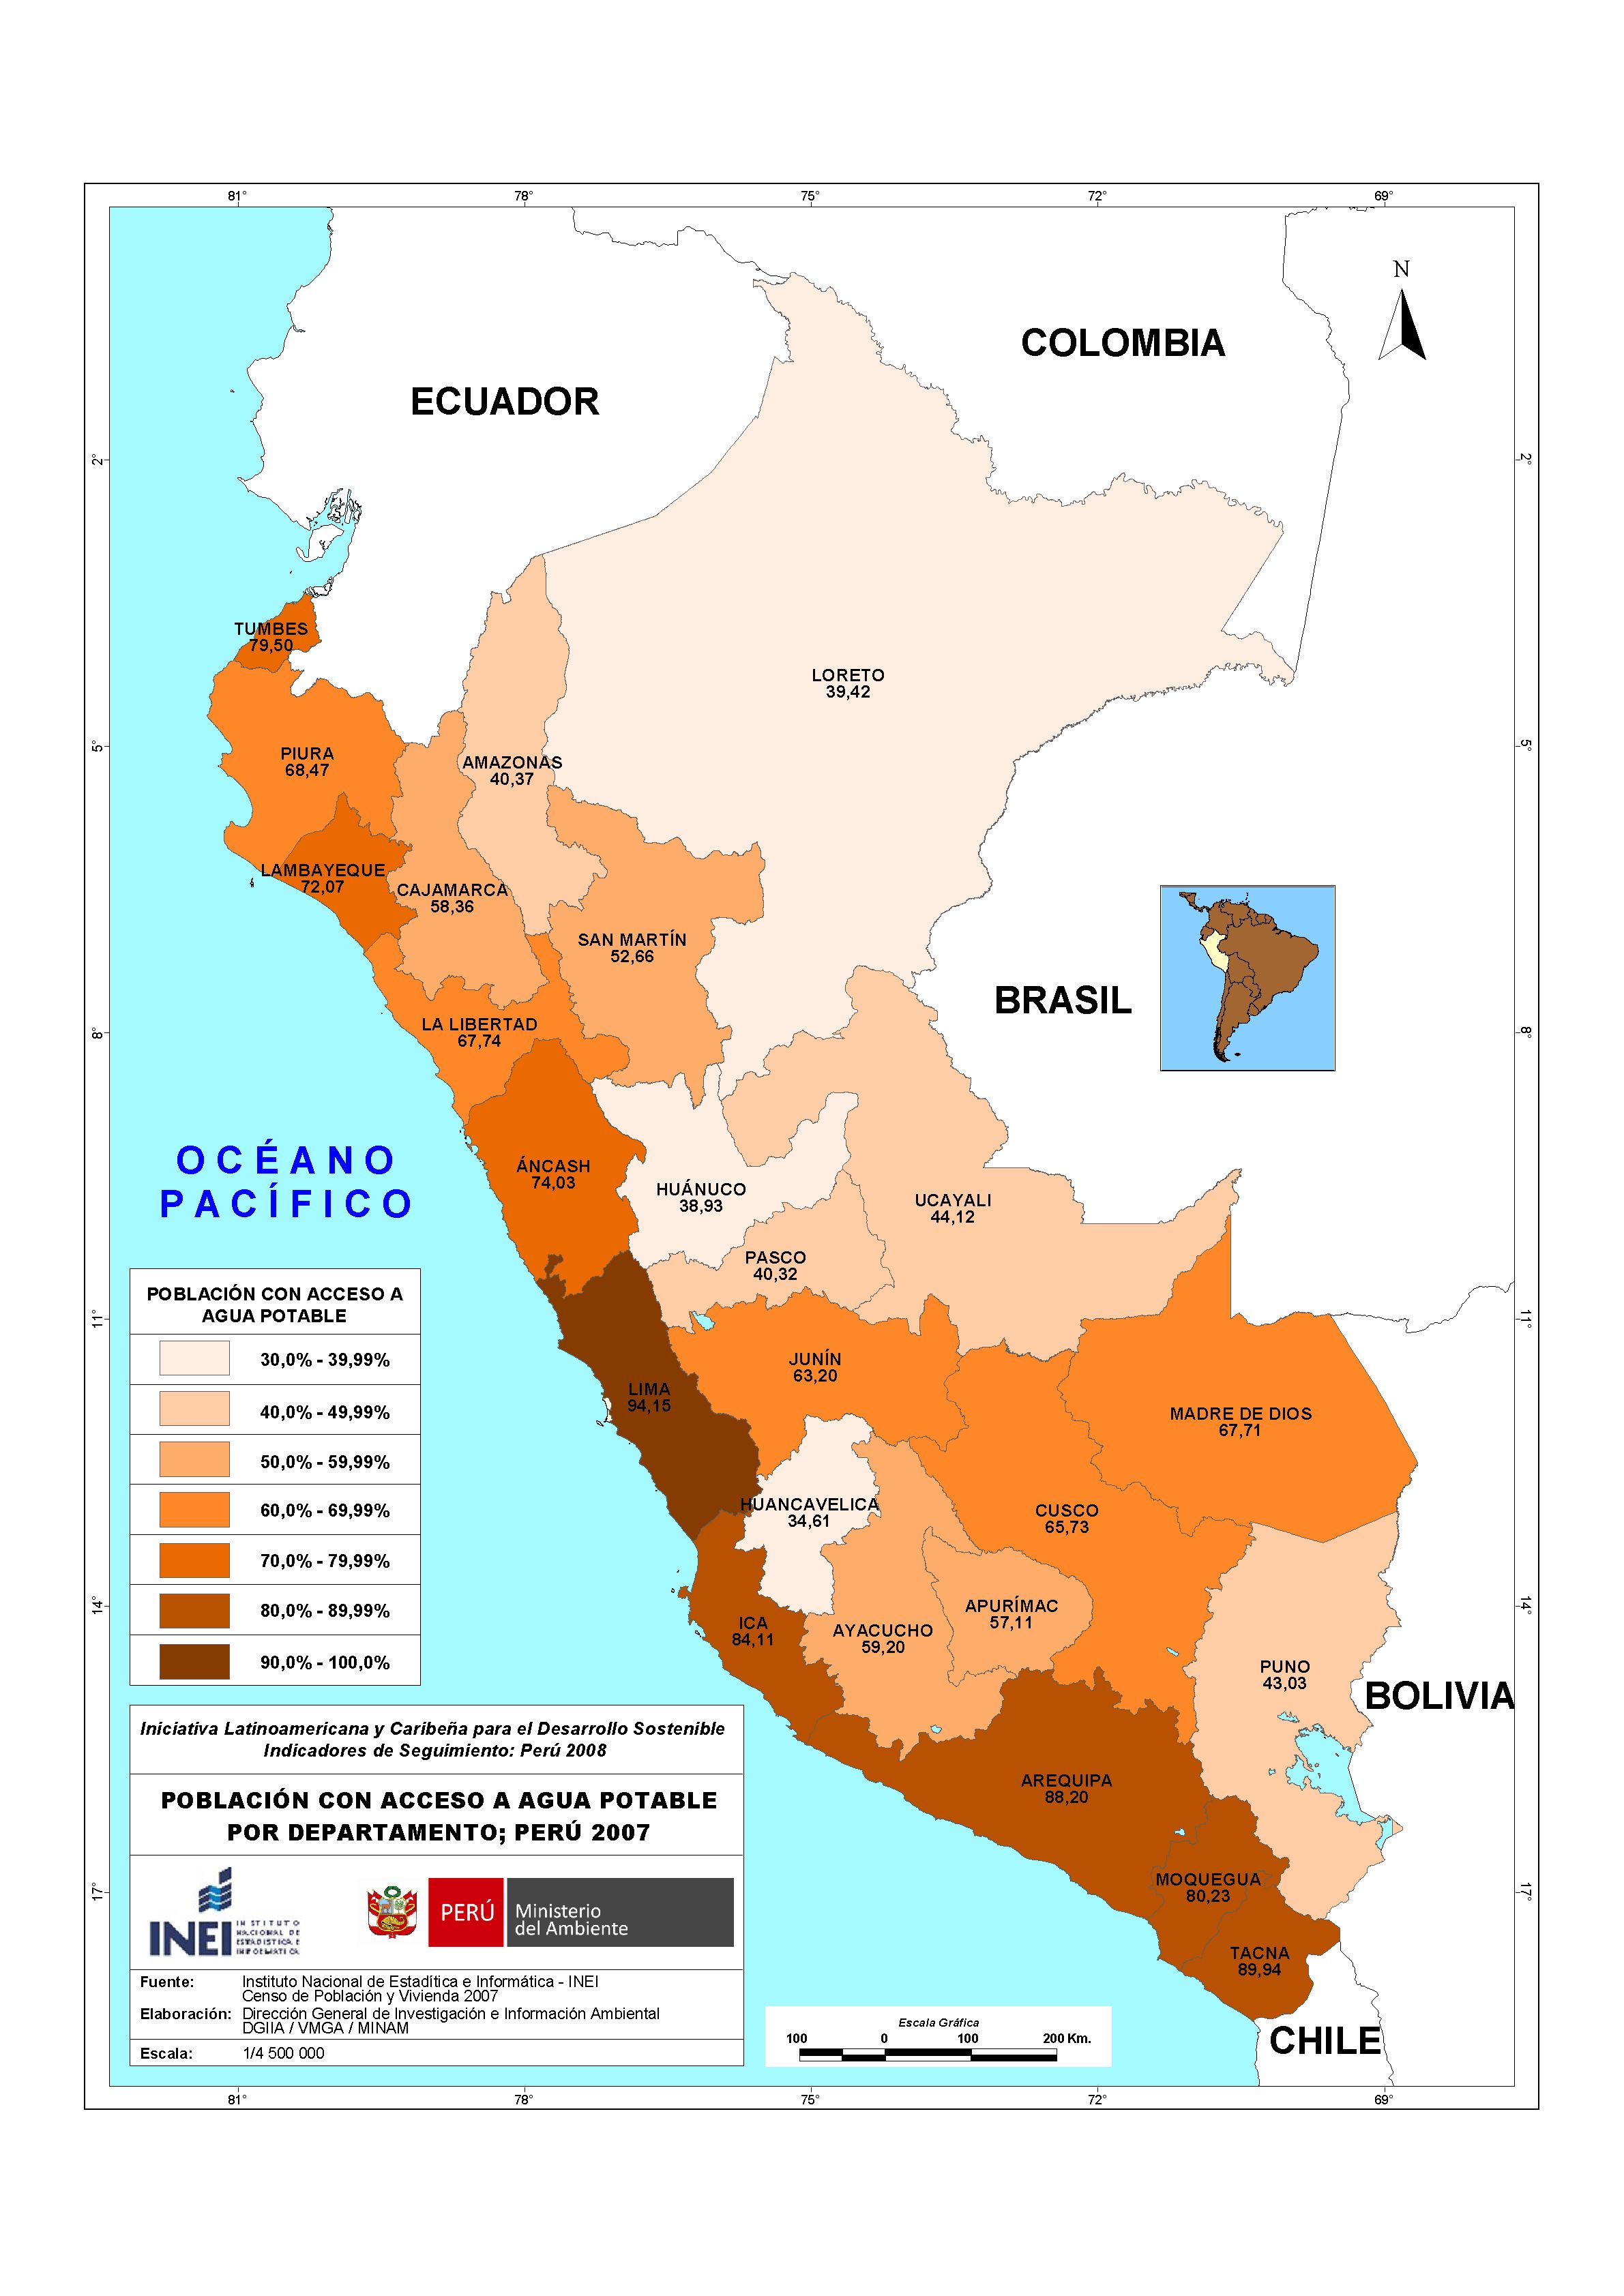 81°
78°
75°
72°
69°
N
COLOMBIA
ECUADOR
2°
2°
TUMBES
79,50
LORETO
39,42
5°
5°
PIURA
68,47
AMAZONAS
40,37
LAMBAYEQUE
72,07
CAJAMARCA
58,36
SAN MARTÍN
52,66
BRASIL
LA LIBERTAD
67,74
8°
8°
OCÉANO
PACÍFICO
ÁNCASH
74,03
HUÁNUCO
38,93
UCAYALI
44,12
PASCO
40,32
11°
11°
JUNÍN
63,20
LIMA
94,15
MADRE DE DIOS
67,71
HUANCAVELICA
34,61
CUSCO
65,73
14°
14°
ICA
84,11
AYACUCHO
59,20
APURÍMAC
57,11
PUNO
43,03
BOLIVIA
AREQUIPA
88,20
MOQUEGUA
80,23
17°
17°
TACNA
89,94
CHILE
POBLACIÓN CON ACCESO A
AGUA POTABLE
30,0% - 39,99%
40,0% - 49,99%
50,0% - 59,99%
60,0% - 69,99%
70,0% - 79,99%
80,0% - 89,99%
90,0% - 100,0%
Iniciativa Latinoamericana y Caribeña para el Desarrollo Sostenible
Indicadores de Seguimiento: Perú 2008
POBLACIÓN CON ACCESO A AGUA POTABLE
POR DEPARTAMENTO; PERÚ 2007
INEI
INSTITUTO
NACIONAL DE
ESTADISTICA E
INFORMATICA
PERÚ
Ministerio
del Ambiente
Fuente: Instituto Nacional de Estadítica e Informática - INEI
Censo de Población y Vivienda 2007
Elaboración: Dirección General de Investigación e Información Ambiental
DGIIA / VMGA / MINAM
Escala: 1/4 500 000
Escala Gráfica
100 0 100 200 Km.
81°
78°
75°
72°
69°